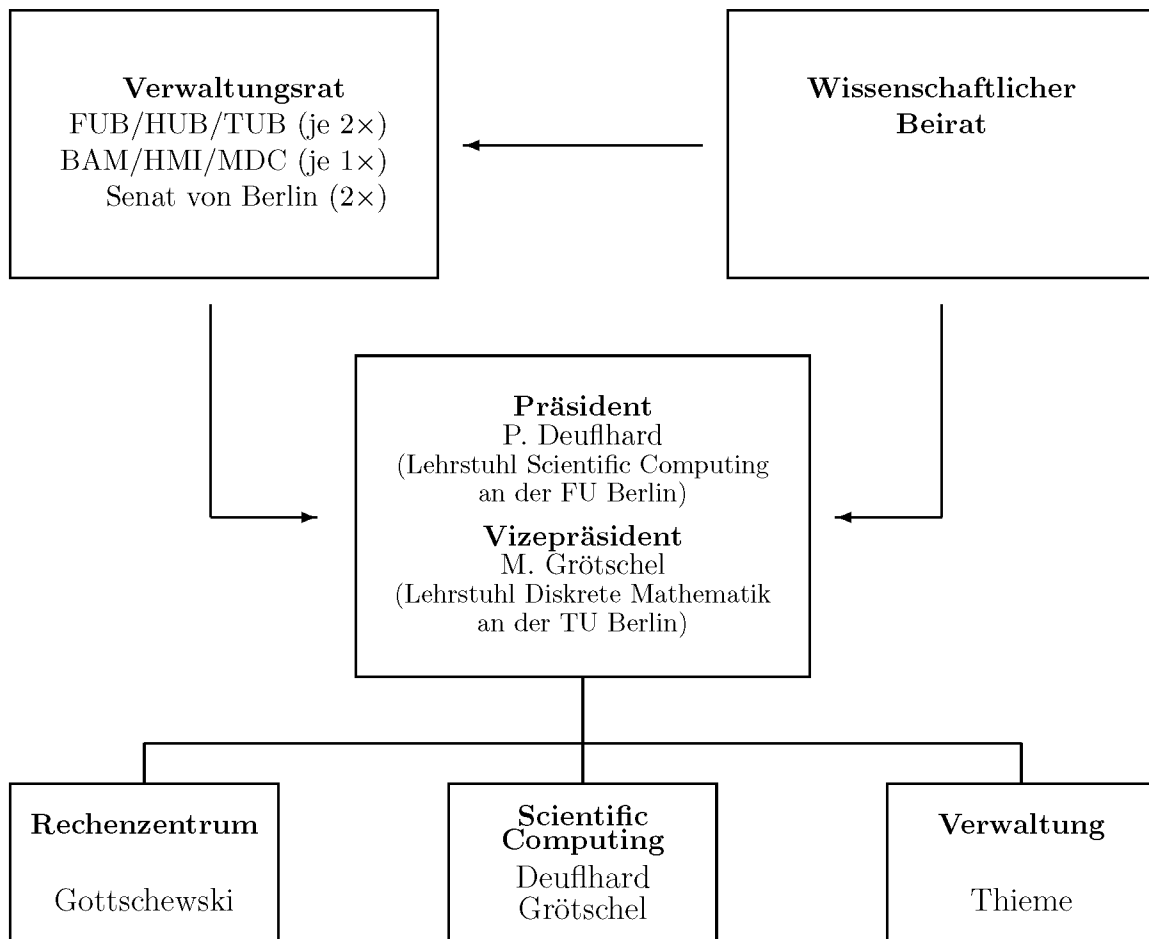 Verwaltungsrat
FUB/HUB/TUB (je 2×)
BAM/HMI/MDC (je 1×)
Senat von Berlin (2×)
Wissenschaftlicher
Beirat
Präsident
P. Deuflhard
(Lehrstuhl Scientific Computing
an der FU Berlin)
Vizepräsident
M. Grötschel
(Lehrstuhl Diskrete Mathematik
an der TU Berlin)
Rechenzentrum
Gottschewski
Scientific
Computing
Deuflhard
Grötschel
Verwaltung
Thieme